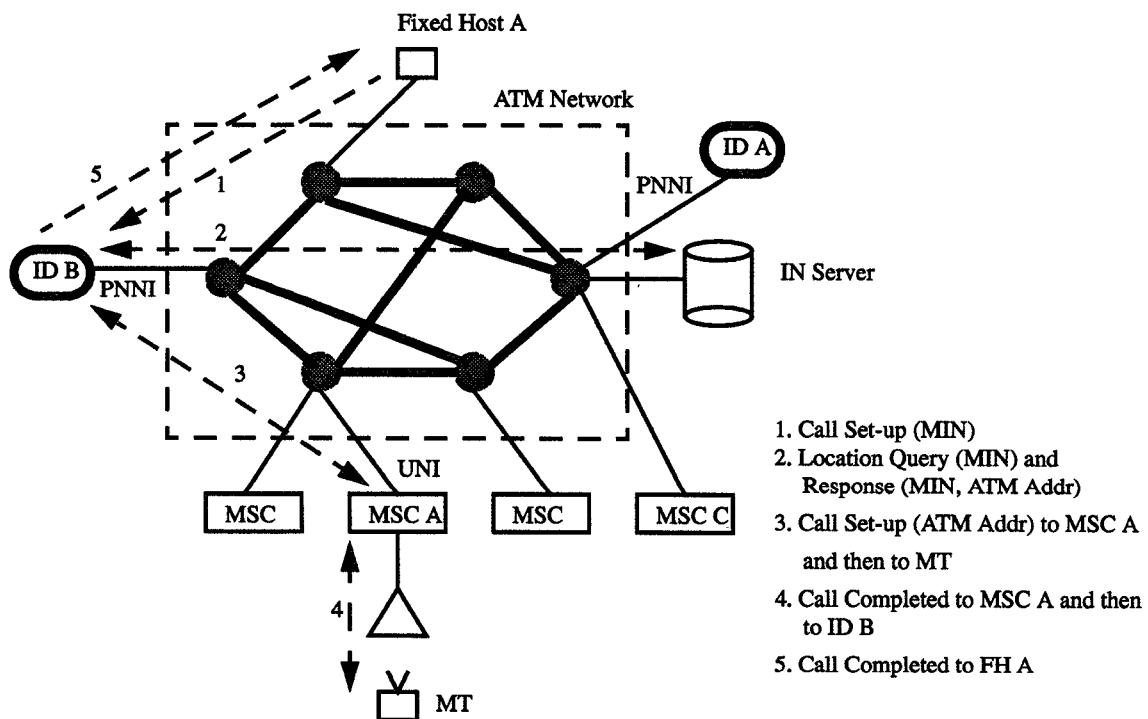 Fixed Host A
ATM Network
ID A
5
1
PNNI
2
ID B
IN Server
PNNI
3
UNI
MSC
MSC A
MSC
MSC C
4
MT
1. Call Set-up (MIN)
2. Location Query (MIN) and
Response (MIN, ATM Addr)
3. Call Set-up (ATM Addr) to MSC A
and then to MT
4. Call Completed to MSC A and then
to ID B
5. Call Completed to FH A